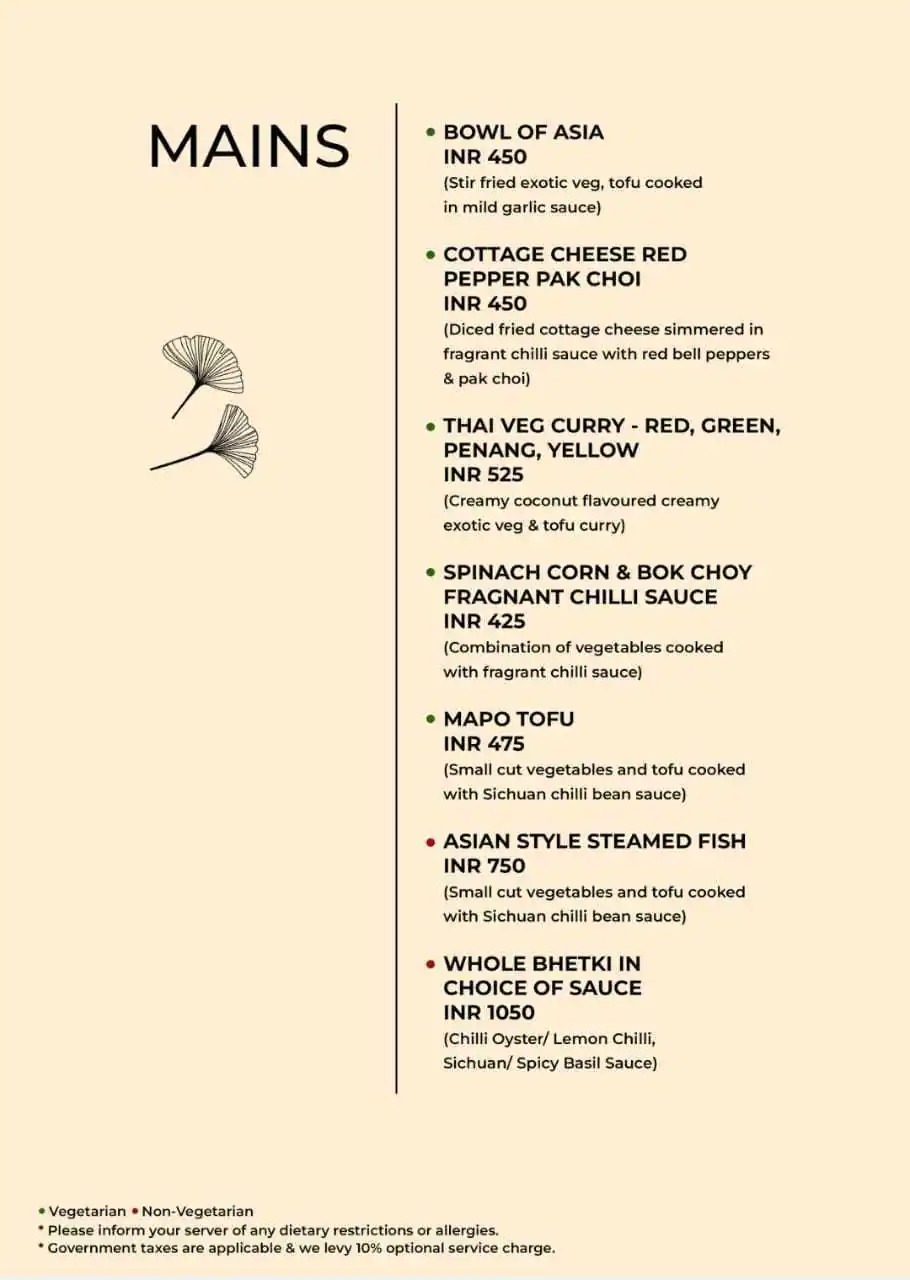 MAINS
• BOWL OF ASIA
INR 450
(Stir fried exotic veg, tofu cooked
in mild garlic sauce)
• COTTAGE CHEESE RED
PEPPER PAK CHOI
INR 450
(Diced fried cottage cheese simmered in
fragrant chilli sauce with red bell peppers
& pak choi)
• THAI VEG CURRY - RED, GREEN,
PENANG, YELLOW
INR 525
(Creamy coconut flavoured creamy
exotic veg & tofu curry)
• SPINACH CORN & BOK CHOY
FRAGNANT CHILLI SAUCE
INR 425
(Combination of vegetables cooked
with fragrant chilli sauce)
• MAPO TOFU
INR 475
(Small cut vegetables and tofu cooked
with Sichuan chilli bean sauce)
• ASIAN STYLE STEAMED FISH
INR 750
(Small cut vegetables and tofu cooked
with Sichuan chilli bean sauce)
• WHOLE BHETKI IN
CHOICE OF SAUCE
INR 1050
(Chilli Oyster/ Lemon Chilli,
Sichuan/ Spicy Basil Sauce)
• Vegetarian • Non-Vegetarian
* Please inform your server of any dietary restrictions or allergies.
* Government taxes are applicable & we levy 10% optional service charge.